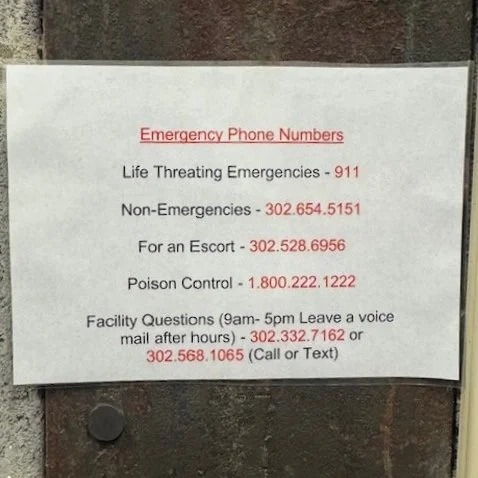 Emergency Phone Numbers
Life Threating Emergencies - 911
Non-Emergencies - 302.654.5151
For an Escort - 302.528.6956
Poison Control - 1.800.222.1222
Facility Questions (9am- 5pm Leave a voice
mail after hours) - 302.332.7162 or
302.568.1065 (Call or Text)